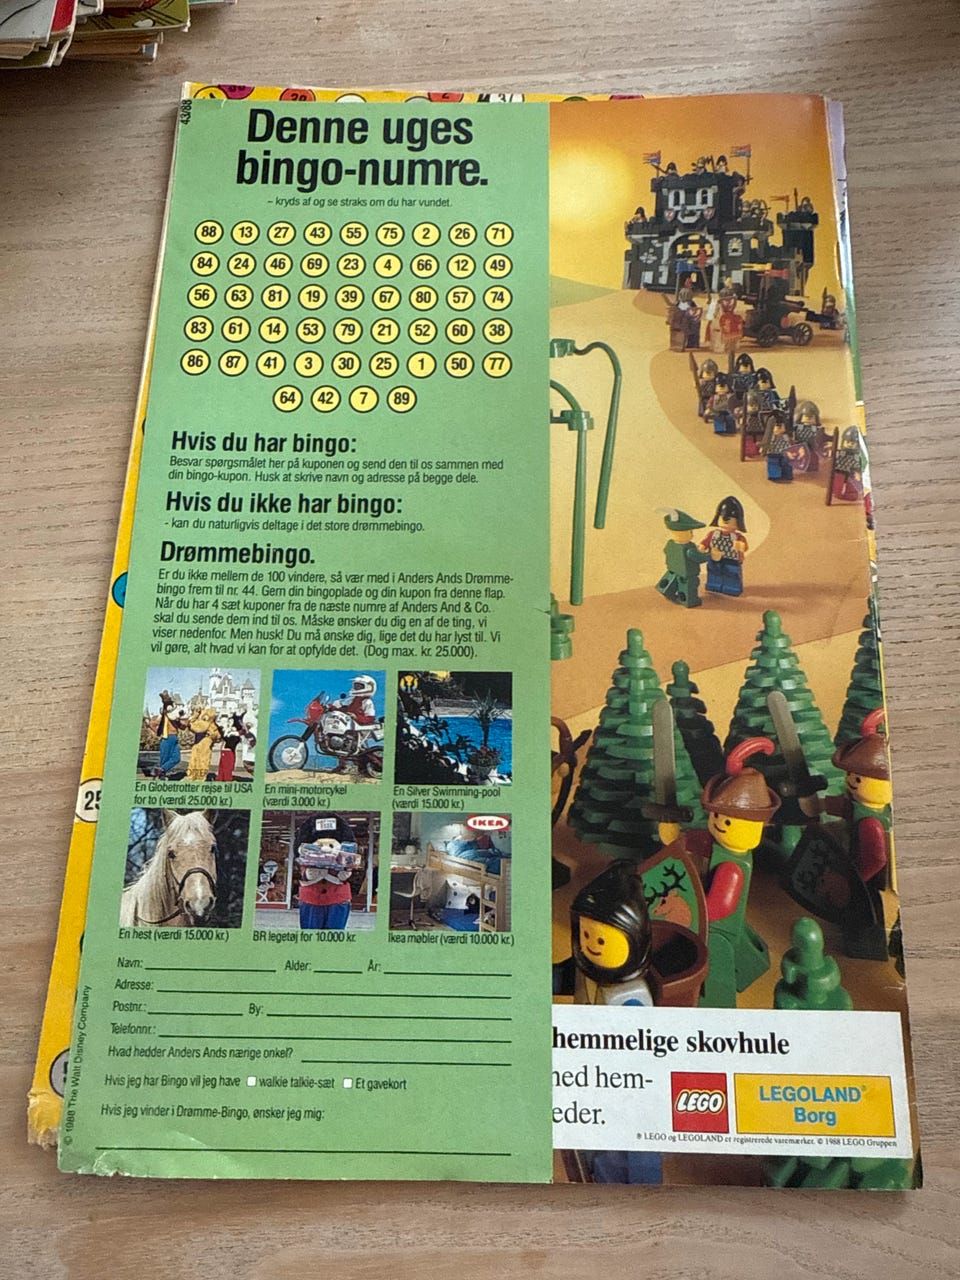 43/88
Denne uges
bingo-numre.
– kryds af og se straks om du har vundet.
88 13 27 43 55 75 2 26 71
84 24 46 69 23 4 66 12 49
56 63 81 19 39 67 80 57 74
83 61 14 53 79 21 52 60 38
86 87 41 3 30 25 1 50 77
64 42 7 89
Hvis du har bingo:
Besvar spørgsmålet her på kuponen og send den til os sammen med
din bingo-kupon. Husk at skrive navn og adresse på begge dele.
Hvis du ikke har bingo:
- kan du naturligvis deltage i det store drømmebingo.
Drømmebingo.
Er du ikke mellem de 100 vindere, så vær med i Anders Ands Drømme-
bingo frem til nr. 44. Gem din bingoplade og din kupon fra denne flap.
Når du har 4 sæt kuponer fra de næste numre af Anders And & Co.
skal du sende dem ind til os. Måske ønsker du dig en af de ting, vi
viser nedenfor. Men husk! Du må ønske dig, lige det du har lyst til. Vi
vil gøre, alt hvad vi kan for at opfylde det. (Dog max. kr. 25.000).
En Globetrotter rejse til USA
for to (værdi 25.000 kr.)
En mini-motorcykel
(værdi 3.000 kr.)
En Silver Swimming-pool
(værdi 15.000 kr.)
IKEA
En hest (værdi 15.000 kr.)
BR legetøj for 10.000 kr.
Ikea møbler (værdi 10.000 kr.)
Navn: Alder: År:
Adresse:
Postnr.: By:
Telefonnr.:
Hvad hedder Anders Ands nærige onkel?
Hvis jeg har Bingo vil jeg have walkie talkie-sæt Et gavekort
Hvis jeg vinder i Drømme-Bingo, ønsker jeg mig:
© 1988 The Walt Disney Company
25
hemmelige skovhule
ned hem-
eder.
LEGO
LEGOLAND®
Borg
® LEGO og LEGOLAND er registrerede varemærker. © 1988 LEGO Gruppen